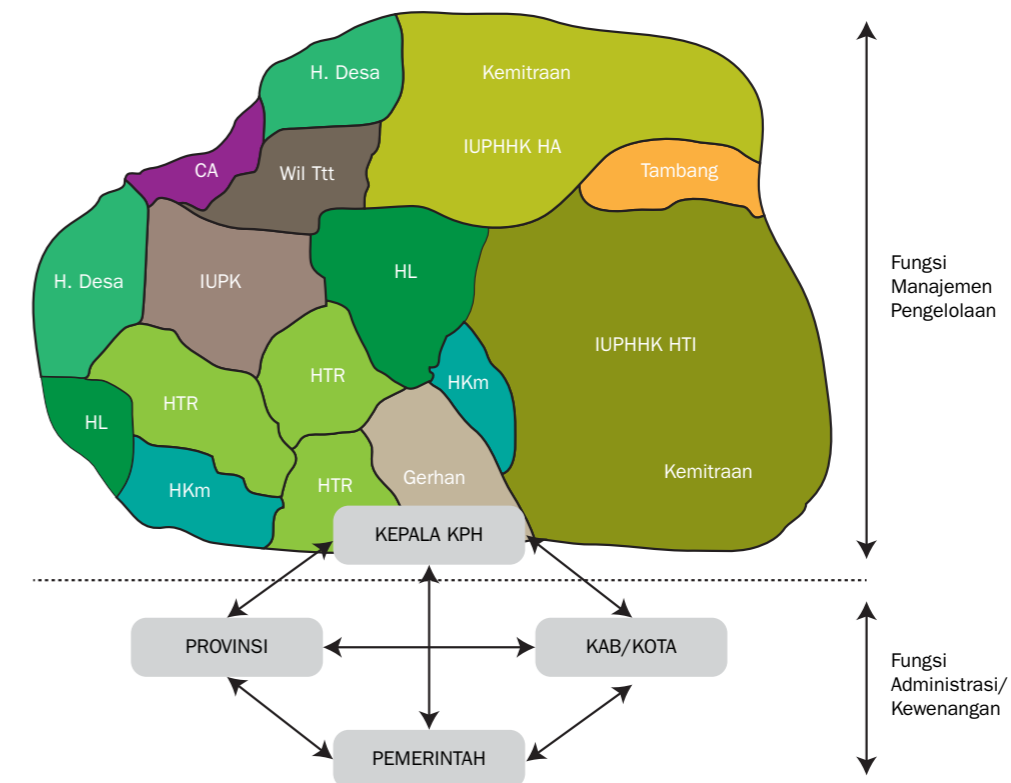 H. Desa
Kemitraan
IUPHHK HA
CA
Wil Ttt
Tambang
H. Desa
IUPK
HL
Fungsi
Manajemen
Pengelolaan
IUPHHK HTI
HTR
HKm
HTR
HL
Kemitraan
HKm
HTR
Gerhan
KEPALA KPH
PROVINSI
KAB/KOTA
Fungsi
Administrasi/
Kewenangan
PEMERINTAH